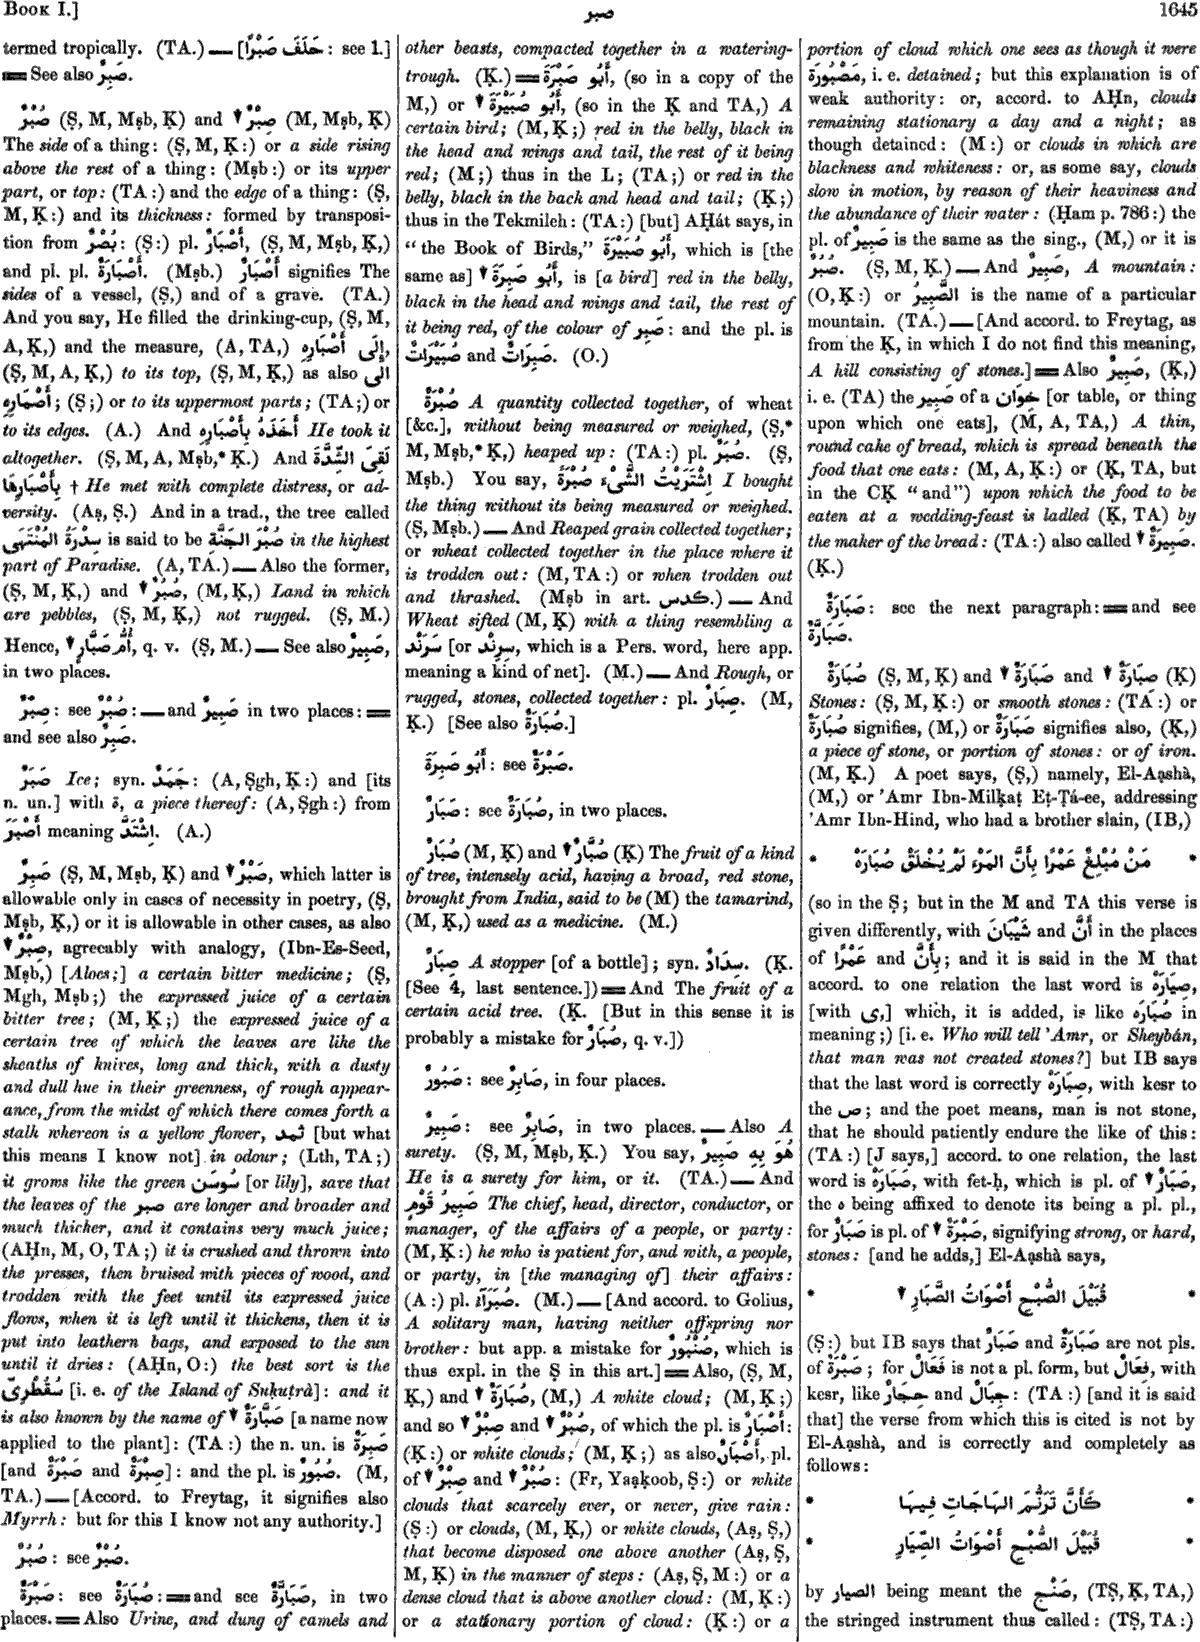 BOOK I.]
صبر
1645
termed tropically. (TA.) — [حَلَفَ صَبْرًا : see 1.]
═ See also صَبِرٌ.
صُبْرٌ (Ṣ, M, Mṣb, Ḳ) and ↓ صِبْرٌ (M, Mṣb, Ḳ)
The side of a thing: (Ṣ, M, Ḳ:) or a side rising
above the rest of a thing: (Mṣb:) or its upper
part, or top: (TA:) and the edge of a thing: (Ṣ,
M, Ḳ:) and its thickness: formed by transposi-
tion from بُصْرٌ: (Ṣ:) pl. أَصْبَارٌ, (Ṣ, M, Mṣb, Ḳ,)
and pl. pl. أَصْبَارَةٌ. (Mṣb.) أَصْبَارٌ signifies The
sides of a vessel, (Ṣ,) and of a grave. (TA.)
And you say, He filled the drinking-cup, (Ṣ, M,
A, Ḳ,) and the measure, (A, TA,) إِلَى أَصْبَارِهِ,
(Ṣ, M, A, Ḳ,) to its top, (Ṣ, M, Ḳ,) as also الى
أَصْمَارِهِ; (Ṣ;) or to its uppermost parts; (TA;) or
to its edges. (A.) And أَخَذَهُ بِأَصْبَارِهِ He took it
altogether. (Ṣ, M, A, Mṣb,* Ḳ.) And لَقِىَ الشِّدَّةَ
بِأَصْبَارِهَا † He met with complete distress, or ad-
versity. (Aṣ, Ṣ.) And in a trad., the tree called
سِدْرَةُ المُنْتَهَى is said to be صُبْرَ الجَنَّةِ in the highest
part of Paradise. (A, TA.) — Also the former,
(Ṣ, M, Ḳ,) and ↓ صُبُرٌ, (M, Ḳ,) Land in which
are pebbles, (Ṣ, M, Ḳ,) not rugged. (Ṣ, M.)
Hence, ↓ أُمُّ صَبَّارٍ, q. v. (Ṣ, M.) — See also صَبِيرٌ,
in two places.
صِبْرٌ: see صُبْرٌ: — and صَبِيرٌ in two places: ═
and see also صَبِرٌ.
صَبَرٌ Ice; syn. جَمَدٌ: (A, Ṣgh, Ḳ:) and [its
n. un.] with ة, a piece thereof: (A, Ṣgh:) from
أَصْبَرَ meaning اِشْتَدَّ. (A.)
صَبِرٌ (Ṣ, M, Mṣb, Ḳ) and ↓ صَبْرٌ, which latter is
allowable only in cases of necessity in poetry, (Ṣ,
Mṣb, Ḳ,) or it is allowable in other cases, as also
↓ صِبْرٌ, agreeably with analogy, (Ibn-Es-Seed,
Mṣb,) [Aloes;] a certain bitter medicine; (Ṣ,
Mgh, Mṣb;) the expressed juice of a certain
bitter tree; (M, Ḳ;) the expressed juice of a
certain tree of which the leaves are like the
sheaths of knives, long and thick, with a dusty
and dull hue in their greenness, of rough appear-
ance, from the midst of which there comes forth a
stalk whereon is a yellow flower, ثمد [but what
this means I know not] in odour; (Lth, TA;)
it grows like the green سُوسَن [or lily], save that
the leaves of the صبر are longer and broader and
much thicker, and it contains very much juice;
(AḤn, M, O, TA;) it is crushed and thrown into
the presses, then bruised with pieces of wood, and
trodden with the feet until its expressed juice
flows, when it is left until it thickens, then it is
put into leathern bags, and exposed to the sun
until it dries: (AḤn, O:) the best sort is the
سُقُطْرِىّ [i. e. of the Island of Suḳuṭrà]: and it
is also known by the name of ↓ صَبَّارَةٌ [a name now
applied to the plant]: (TA:) the n. un. is صَبِرَةٌ
[and صَبْرَةٌ and صِبْرَةٌ]: and the pl. is صُبُورٌ. (M,
TA.) — [Accord. to Freytag, it signifies also
Myrrh: but for this I know not any authority.]
صُبُرٌ: see صُبْرٌ.
صَبْرَةٌ: see صُبَارَةٌ: ═ and see صَبَارَّةٌ, in two
places. ═ Also Urine, and dung of camels and
other beasts, compacted together in a watering-
trough. (Ḳ.) ═ أَبُو صَبْرَةَ, (so in a copy of the
M,) or ↓ أَبُو صُبَيْرَةَ, (so in the Ḳ and TA,) A
certain bird; (M, Ḳ;) red in the belly, black in
the head and wings and tail, the rest of it being
red; (M;) thus in the L; (TA;) or red in the
belly, black in the back and head and tail; (Ḳ;)
thus in the Tekmileh: (TA:) [but] AḤát says, in
“the Book of Birds,” أَبُو صُبَيْرَةَ, which is [the
same as] ↓ أَبُو صَبِرَةَ, is [a bird] red in the belly,
black in the head and wings and tail, the rest of
it being red, of the colour of صَبِر: and the pl. is
صُبَيْرَاتٌ and صَبِرَاتٌ. (O.)
صُبْرَةٌ A quantity collected together, of wheat
[&c.], without being measured or weighed, (Ṣ,*
M, Mṣb,* Ḳ,) heaped up: (TA:) pl. صُبَرٌ. (Ṣ,
Mṣb.) You say, اِشْتَرَيْتُ الشَّىْءَ صُبْرَةً I bought
the thing without its being measured or weighed.
(Ṣ, Mṣb.) — And Reaped grain collected together;
or wheat collected together in the place where it
is trodden out: (M, TA:) or when trodden out
and thrashed. (Mṣb in art. كدس.) — And
Wheat sifted (M, Ḳ) with a thing resembling a
سَرَنْد [or سِرِنْد, which is a Pers. word, here app.
meaning a kind of net]. (M.) — And Rough, or
rugged, stones, collected together: pl. صِبَارٌ. (M,
Ḳ.) [See also صُبَارَةٌ.]
أَبُو صَبِرَةَ: see صَبْرَةٌ.
صَبَارٌ: see صُبَارَةٌ, in two places.
صُبَارٌ (M, Ḳ) and ↓ صُبَّارٌ (Ḳ) The fruit of a kind
of tree, intensely acid, having a broad, red stone,
brought from India, said to be (M) the tamarind,
(M, Ḳ,) used as a medicine. (M.)
صِبَارٌ A stopper [of a bottle]; syn. سِدَادٌ. (Ḳ.
[See 4, last sentence.]) ═ And The fruit of a
certain acid tree. (Ḳ. [But in this sense it is
probably a mistake for صُبَارٌ, q. v.])
صَبُورٌ: see صَابِرٌ, in four places.
صَبِيرٌ: see صَابِرٌ, in two places. — Also A
surety. (Ṣ, M, Mṣb, Ḳ.) You say, هُوَ بِهِ صَبِيرٌ
He is a surety for him, or it. (TA.) — And
صَبِيرُ قَوْمٍ The chief, head, director, conductor, or
manager, of the affairs of a people, or party:
(M, Ḳ:) he who is patient for, and with, a people,
or party, in [the managing of] their affairs:
(A:) pl. صُبَرَآءُ. (M.) — [And accord. to Golius,
A solitary man, having neither offspring nor
brother: but app. a mistake for صُنْبُورٌ, which is
thus expl. in the Ṣ in this art.] ═ Also, (Ṣ, M,
Ḳ,) and ↓ صُبَارَةٌ, (M,) A white cloud; (M, Ḳ;)
and so ↓ صِبْرٌ and ↓ صُبْرٌ, of which the pl. is أَصْبَارٌ:
(Ḳ:) or white clouds; (M, Ḳ;) as also أَصْبَارٌ, pl.
of ↓ صِبْرٌ and ↓ صُبْرٌ: (Fr, Yaạḳoob, Ṣ:) or white
clouds that scarcely ever, or never, give rain:
(Ṣ:) or clouds, (M, Ḳ,) or white clouds, (Aṣ, Ṣ,)
that become disposed one above another (Aṣ, Ṣ,
M, Ḳ) in the manner of steps: (Aṣ, Ṣ, M:) or a
dense cloud that is above another cloud: (M, Ḳ:)
or a stationary portion of cloud: (Ḳ:) or a
portion of cloud which one sees as though it were
مَصْبُورَة, i. e. detained; but this explanation is of
weak authority: or, accord. to AḤn, clouds
remaining stationary a day and a night; as
though detained: (M:) or clouds in which are
blackness and whiteness: or, as some say, clouds
slow in motion, by reason of their heaviness and
the abundance of their water: (Ḥam p. 786:) the
pl. of صَبِيرٌ is the same as the sing., (M,) or it is
صُبُرٌ. (Ṣ, M, Ḳ.) — And صَبِيرٌ, A mountain:
(O, Ḳ:) or الصَّبِيرُ is the name of a particular
mountain. (TA.) — [And accord. to Freytag, as
from the Ḳ, in which I do not find this meaning,
A hill consisting of stones.] ═ Also صَبِيرٌ, (Ḳ,)
i. e. (TA) the صَبِير of a خِوَان [or table, or thing
upon which one eats], (M, A, TA,) A thin,
round cake of bread, which is spread beneath the
food that one eats: (M, A, Ḳ:) or (Ḳ, TA, but
in the CḲ “and”) upon which the food to be
eaten at a wedding-feast is ladled (Ḳ, TA) by
the maker of the bread: (TA:) also called ↓ صَبِيرَةٌ.
(Ḳ.)
صَبَارَةٌ: see the next paragraph: ═ and see
صَبَارَّةٌ.
صُبَارَةٌ (Ṣ, M, Ḳ) and ↓ صَبَارَةٌ and ↓ صِبَارَةٌ (Ḳ)
Stones: (Ṣ, M, Ḳ:) or smooth stones: (TA:) or
صُبَارَةٌ signifies, (M,) or صَبَارَةٌ signifies also, (Ḳ,)
a piece of stone, or portion of stones: or of iron.
(M, Ḳ.) A poet says, (Ṣ,) namely, El-Aạshà,
(M,) or ’Amr Ibn-Milḳaṭ Eṭ-Ṭá-ee, addressing
’Amr Ibn-Hind, who had a brother slain, (IB,)
* مَنْ مُبْلِغٌ عَمْرًا بِأَنَّ المَرْءَ لَمْ يُخْلَقْ صُبَارَهْ *
(so in the Ṣ; but in the M and TA this verse is
given differently, with شَيْبَانَ and أَنَّ in the places
of عَمْرًا and بِأَنَّ; and it is said in the M that
accord. to one relation the last word is صِيَارَهْ,
[with ى,] which, it is added, is like صُبَارَه in
meaning;) [i. e. Who will tell ’Amr, or Sheybán,
that man was not created stones?] but IB says
that the last word is correctly صِبَارَهْ, with kesr to
the ص; and the poet means, man is not stone,
that he should patiently endure the like of this:
(TA:) [J says,] accord. to one relation, the last
word is صَبَارَهْ, with fet-ḥ, which is pl. of ↓ صَبَارٌ,
the ة being affixed to denote its being a pl. pl.,
for صَبَارٌ is pl. of ↓ صَبْرَةٌ, signifying strong, or hard,
stones: [and he adds,] El-Aạshà says,
* قُبَيْلَ الصُّبْحِ أَصْوَاتُ الصَّبَارِ ↓ *
(Ṣ:) but IB says that صَبَارٌ and صَبَارَةٌ are not pls.
of صَبْرَةٌ; for فَعَالٌ is not a pl. form, but فِعَالٌ, with
kesr, like حِجَارٌ and جِبَالٌ: (TA:) [and it is said
that] the verse from which this is cited is not by
El-Aạshà, and is correctly and completely as
follows:
* كَأَنَّ تَرَنُّمَ الهَاجَاتِ فِيهَا *
* قُبَيْلَ الصُّبْحِ أَصْوَاتُ الصِّيَارِ *
by الصيار being meant the صَنْج, (TṢ, Ḳ, TA,)
the stringed instrument thus called: (TṢ, TA:)